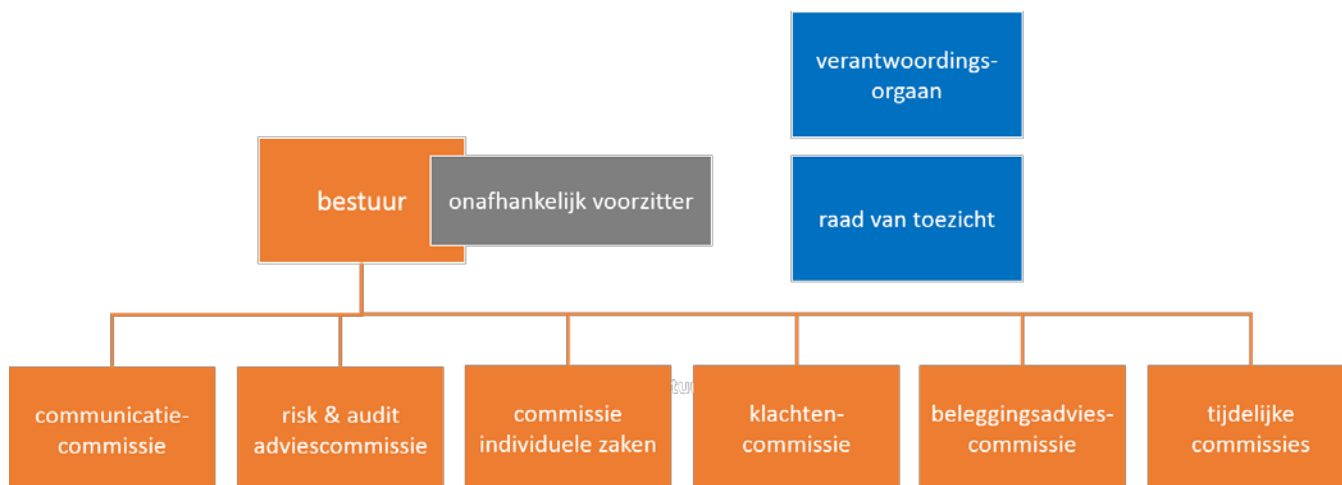 verantwoordings-
orgaan
bestuur
onafhankelijk voorzitter
raad van toezicht
communicatie-
commissie
risk & audit
adviescommissie
commissie
individuele zaken
klachten-
commissie
beleggingsadvies-
commissie
tijdelijke
commissies